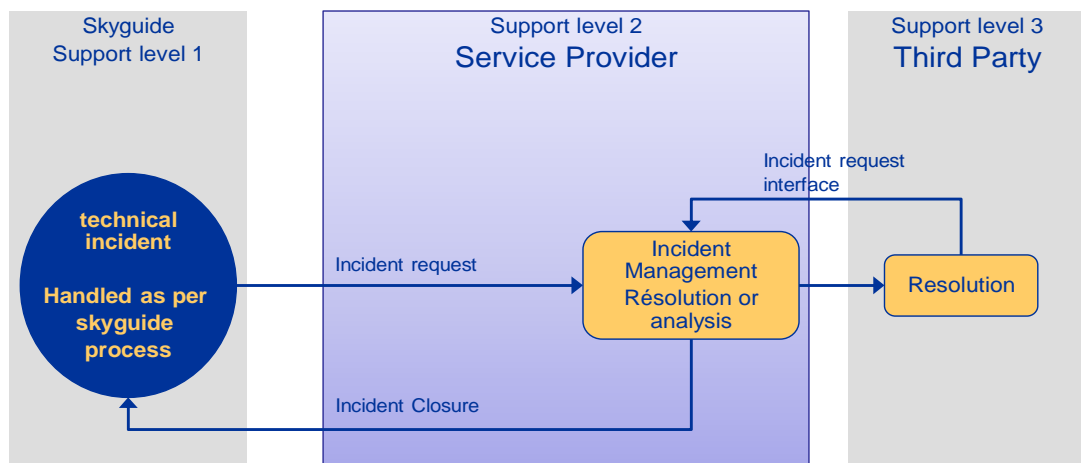 Skyguide
Support level 1
Support level 2
Service Provider
Support level 3
Third Party
technical
incident
Handled as per
skyguide
process
Incident request
Incident Closure
Incident request
interface
Incident
Management
Résolution or
analysis
Resolution